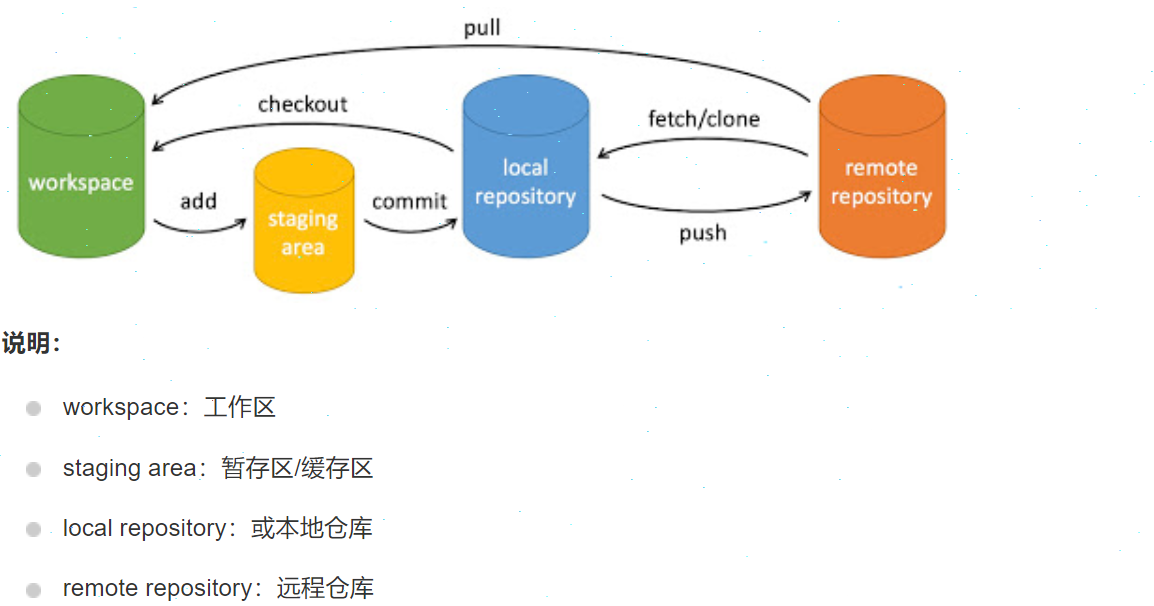 pull
checkout
fetch/clone
workspace
add
staging
area
commit
local
repository
push
remote
repository
说明：
workspace：工作区
staging area：暂存区/缓存区
local repository：或本地仓库
remote repository：远程仓库